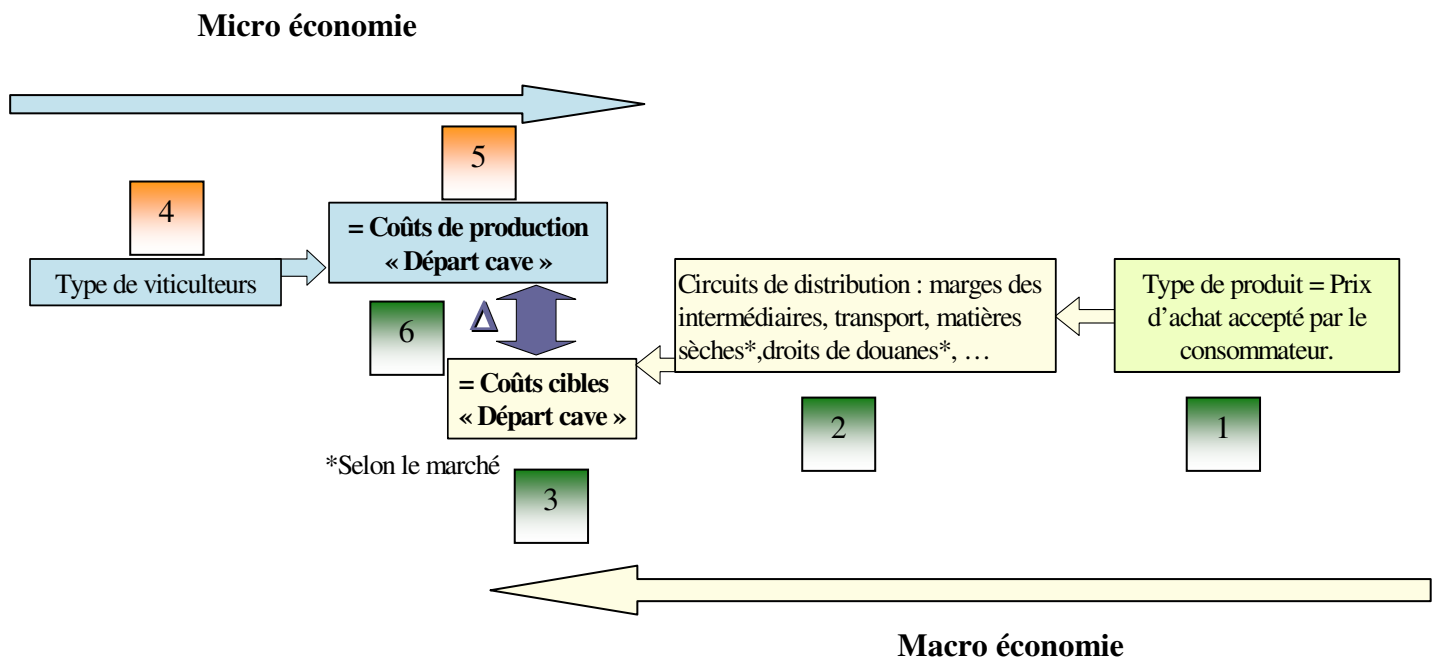 Micro économie
5
4
= Coûts de production
« Départ cave »
Type de viticulteurs
Circuits de distribution : marges des
intermédiaires, transport, matières
sèches*,droits de douanes*, …
Type de produit = Prix
d’achat accepté par le
consommateur.
6
Δ
= Coûts cibles
« Départ cave »
2
1
*Selon le marché
3
Macro économie